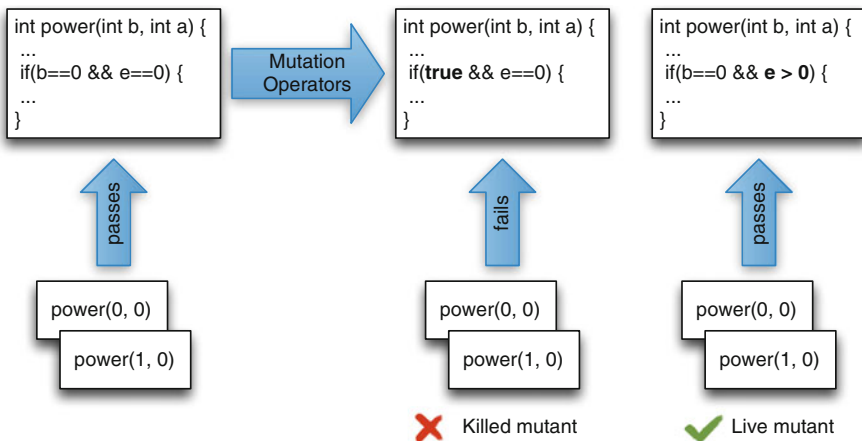 int power(int b, int a) {
...
if(b==0 && e==0) {
...
}
Mutation
Operators
int power(int b, int a) {
...
if(true && e==0) {
...
}
int power(int b, int a) {
...
if(b==0 && e > 0) {
...
}
passes
fails
passes
power(0, 0)
power(1, 0)
power(0, 0)
power(1, 0)
power(0, 0)
power(1, 0)
Killed mutant
Live mutant